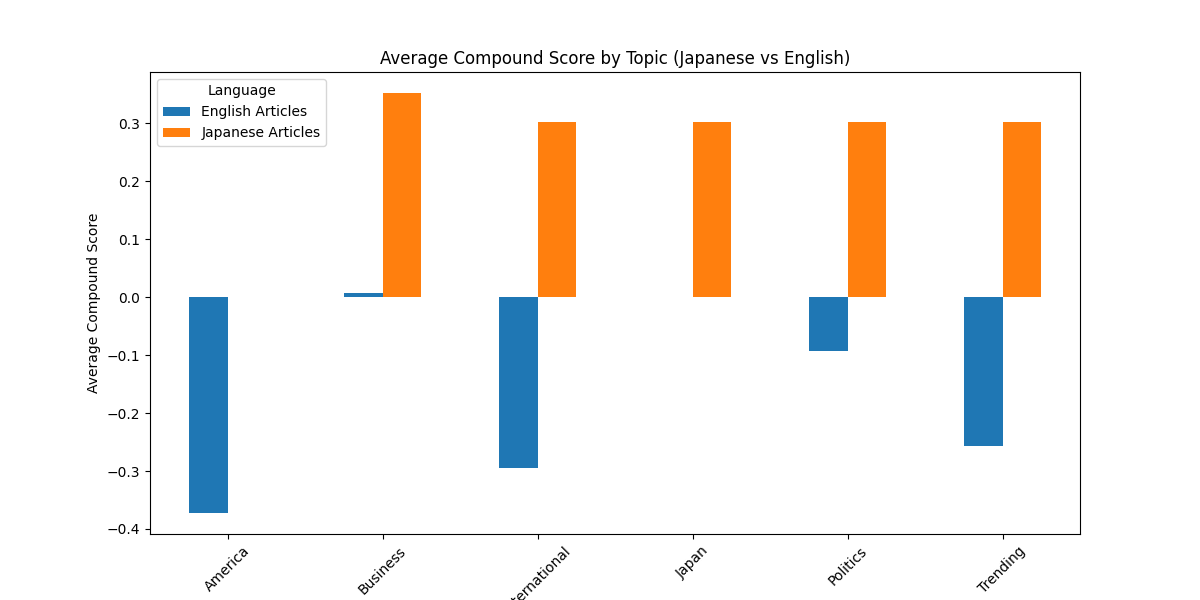 Average Compound Score by Topic (Japanese vs English)
Language
English Articles
Japanese Articles
Average Compound Score
0.3
0.2
0.1
0.0
−0.1
−0.2
−0.3
−0.4
America
Business
ternational
Japan
Politics
Trending